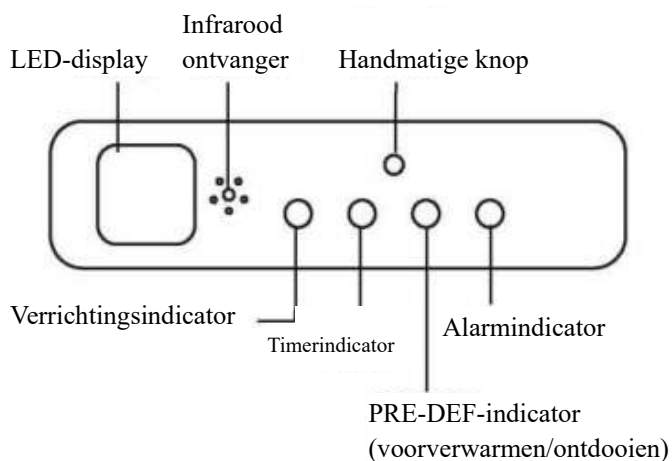 LED-display
Infrarood
ontvanger
Handmatige knop
Verrichtingsindicator
Timerindicator
Alarmindicator
PRE-DEF-indicator
(voorverwarmen/ontdooien)